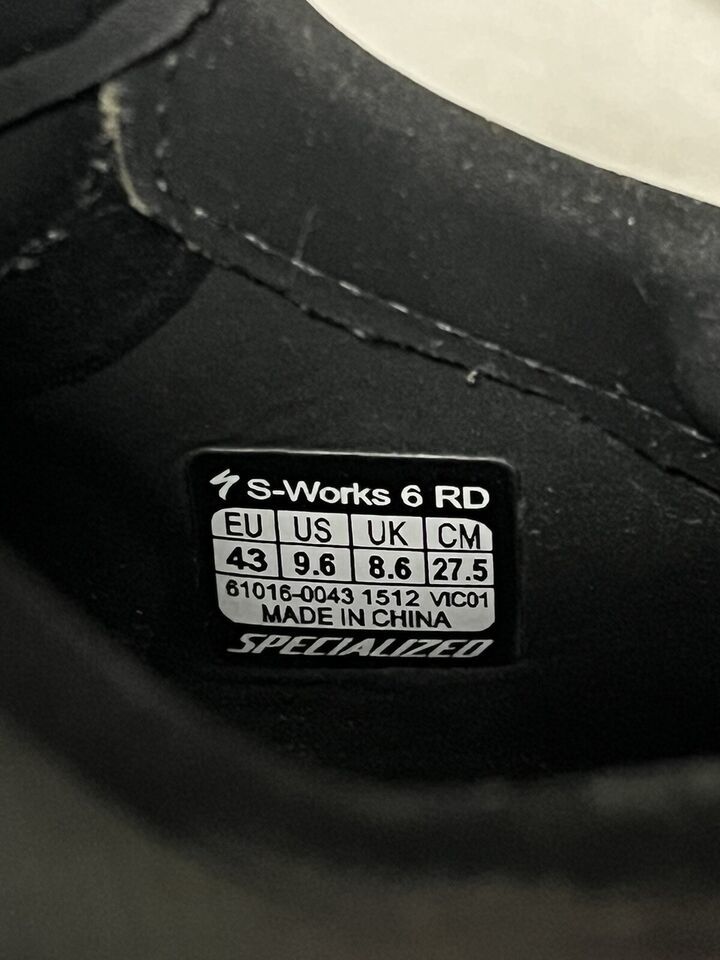 S-Works 6 RD
EU US UK CM
43 9.6 8.6 27.5
61016-0043 1512 VIC01
MADE IN CHINA
SPECIALIZED